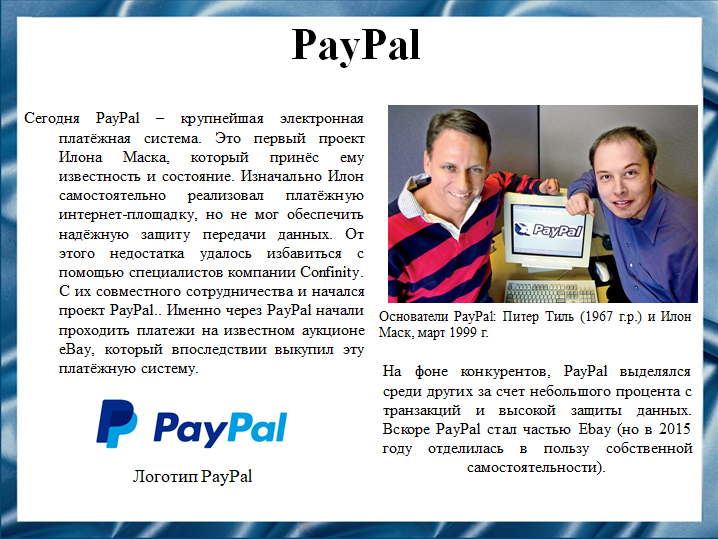 PayPal
Сегодня PayPal – крупнейшая электронная
платёжная система. Это первый проект
Илона Маска, который принёс ему
известность и состояние. Изначально Илон
самостоятельно реализовал платёжную
интернет-площадку, но не мог обеспечить
надёжную защиту передачи данных. От
этого недостатка удалось избавиться с
помощью специалистов компании Confinity.
С их совместного сотрудничества и начался
проект PayPal.. Именно через PayPal начали
проходить платежи на известном аукционе
eBay, который впоследствии выкупил эту
платёжную систему.
PayPal
Логотип PayPal
PayPal
Основатели PayPal: Питер Тиль (1967 г.р.) и Илон
Маск, март 1999 г.
На фоне конкурентов, PayPal выделялся
среди других за счет небольшого процента с
транзакций и высокой защиты данных.
Вскоре PayPal стал частью Ebay (но в 2015
году отделилась в пользу собственной
самостоятельности).